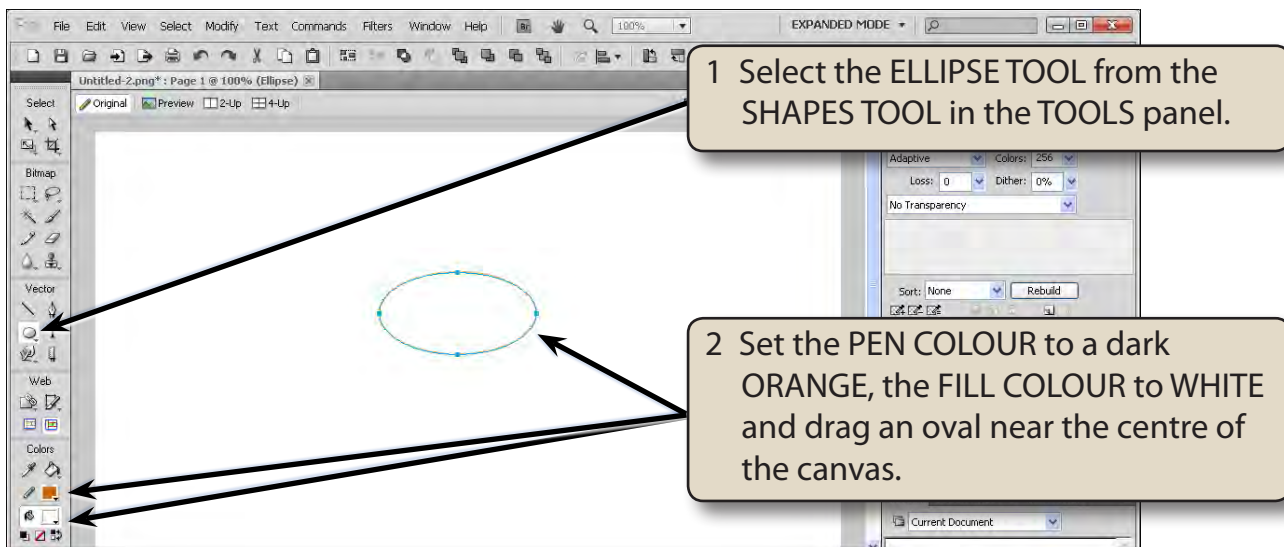 File Edit View Select Modify Text Commands Filters Window Help Br 100% EXPANDED MODE
Untitled-2.png* : Page 1 @ 100% (Ellipse)
Original Preview 2-Up 4-Up
Select
Bitmap
Vector
Web
Colors
1 Select the ELLIPSE TOOL from the
SHAPES TOOL in the TOOLS panel.
Adaptive Colors: 256
Loss: 0 Dither: 0%
No Transparency
Sort: None Rebuild
2 Set the PEN COLOUR to a dark
ORANGE, the FILL COLOUR to WHITE
and drag an oval near the centre of
the canvas.
Current Document